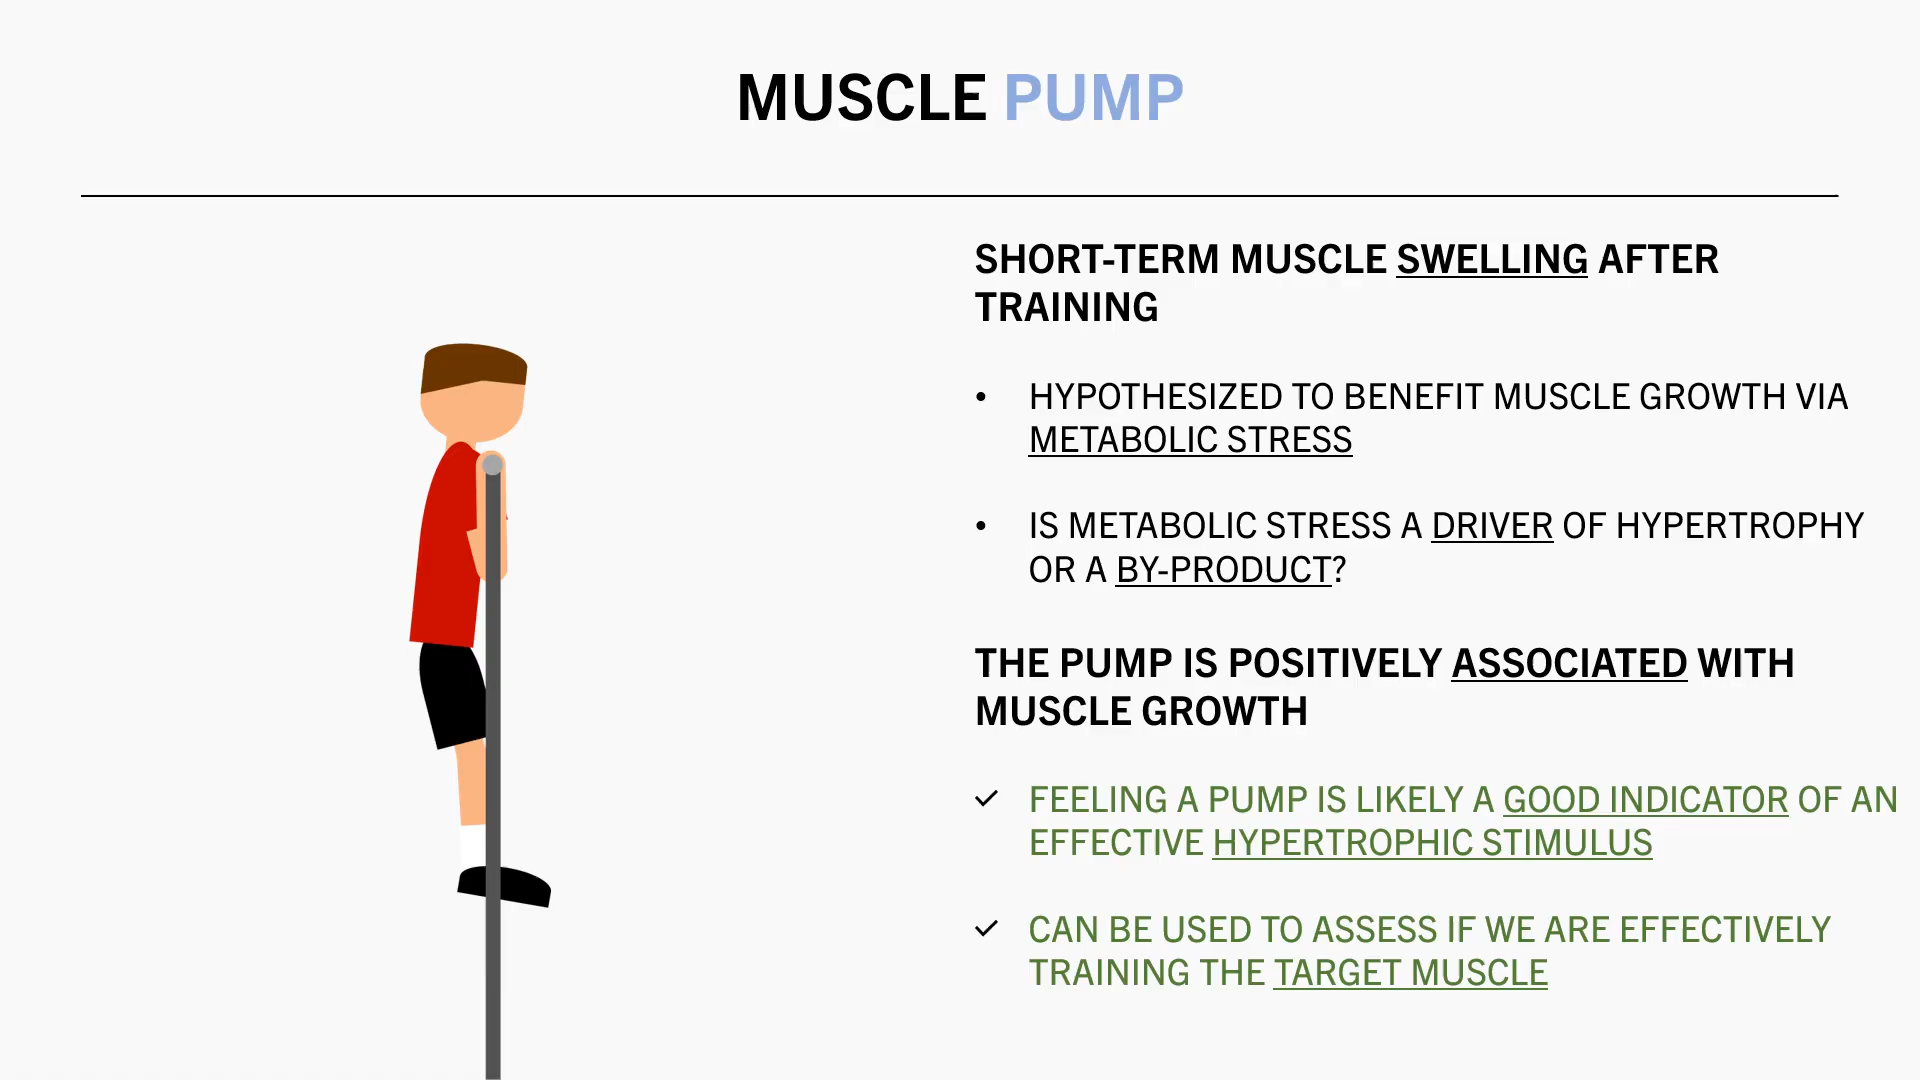 MUSCLE PUMP
SHORT-TERM MUSCLE SWELLING AFTER
TRAINING
• HYPOTHESIZED TO BENEFIT MUSCLE GROWTH VIA
METABOLIC STRESS
• IS METABOLIC STRESS A DRIVER OF HYPERTROPHY
OR A BY-PRODUCT?
THE PUMP IS POSITIVELY ASSOCIATED WITH
MUSCLE GROWTH
✓ FEELING A PUMP IS LIKELY A GOOD INDICATOR OF AN
EFFECTIVE HYPERTROPHIC STIMULUS
✓ CAN BE USED TO ASSESS IF WE ARE EFFECTIVELY
TRAINING THE TARGET MUSCLE